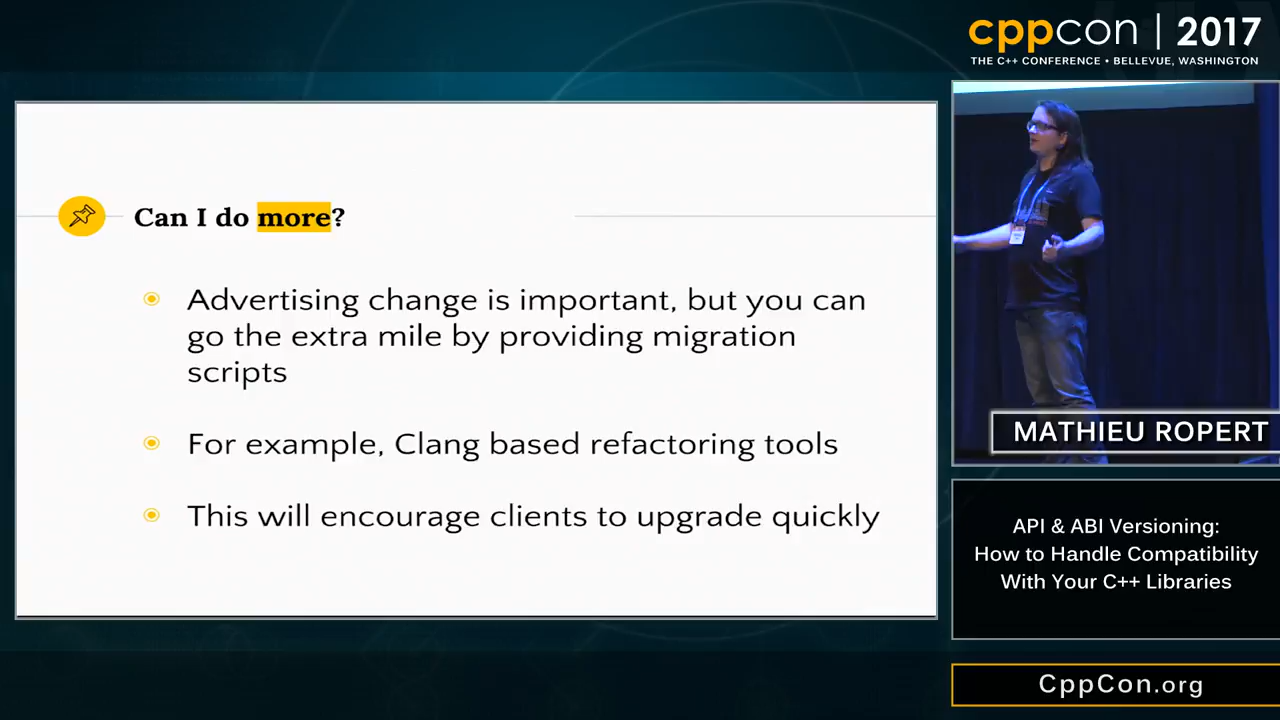 cppcon | 2017
THE C++ CONFERENCE • BELLEVUE, WASHINGTON
Can I do more?
Advertising change is important, but you can
go the extra mile by providing migration
scripts
For example, Clang based refactoring tools
This will encourage clients to upgrade quickly
MATHIEU ROPERT
API & ABI Versioning:
How to Handle Compatibility
With Your C++ Libraries
CppCon.org